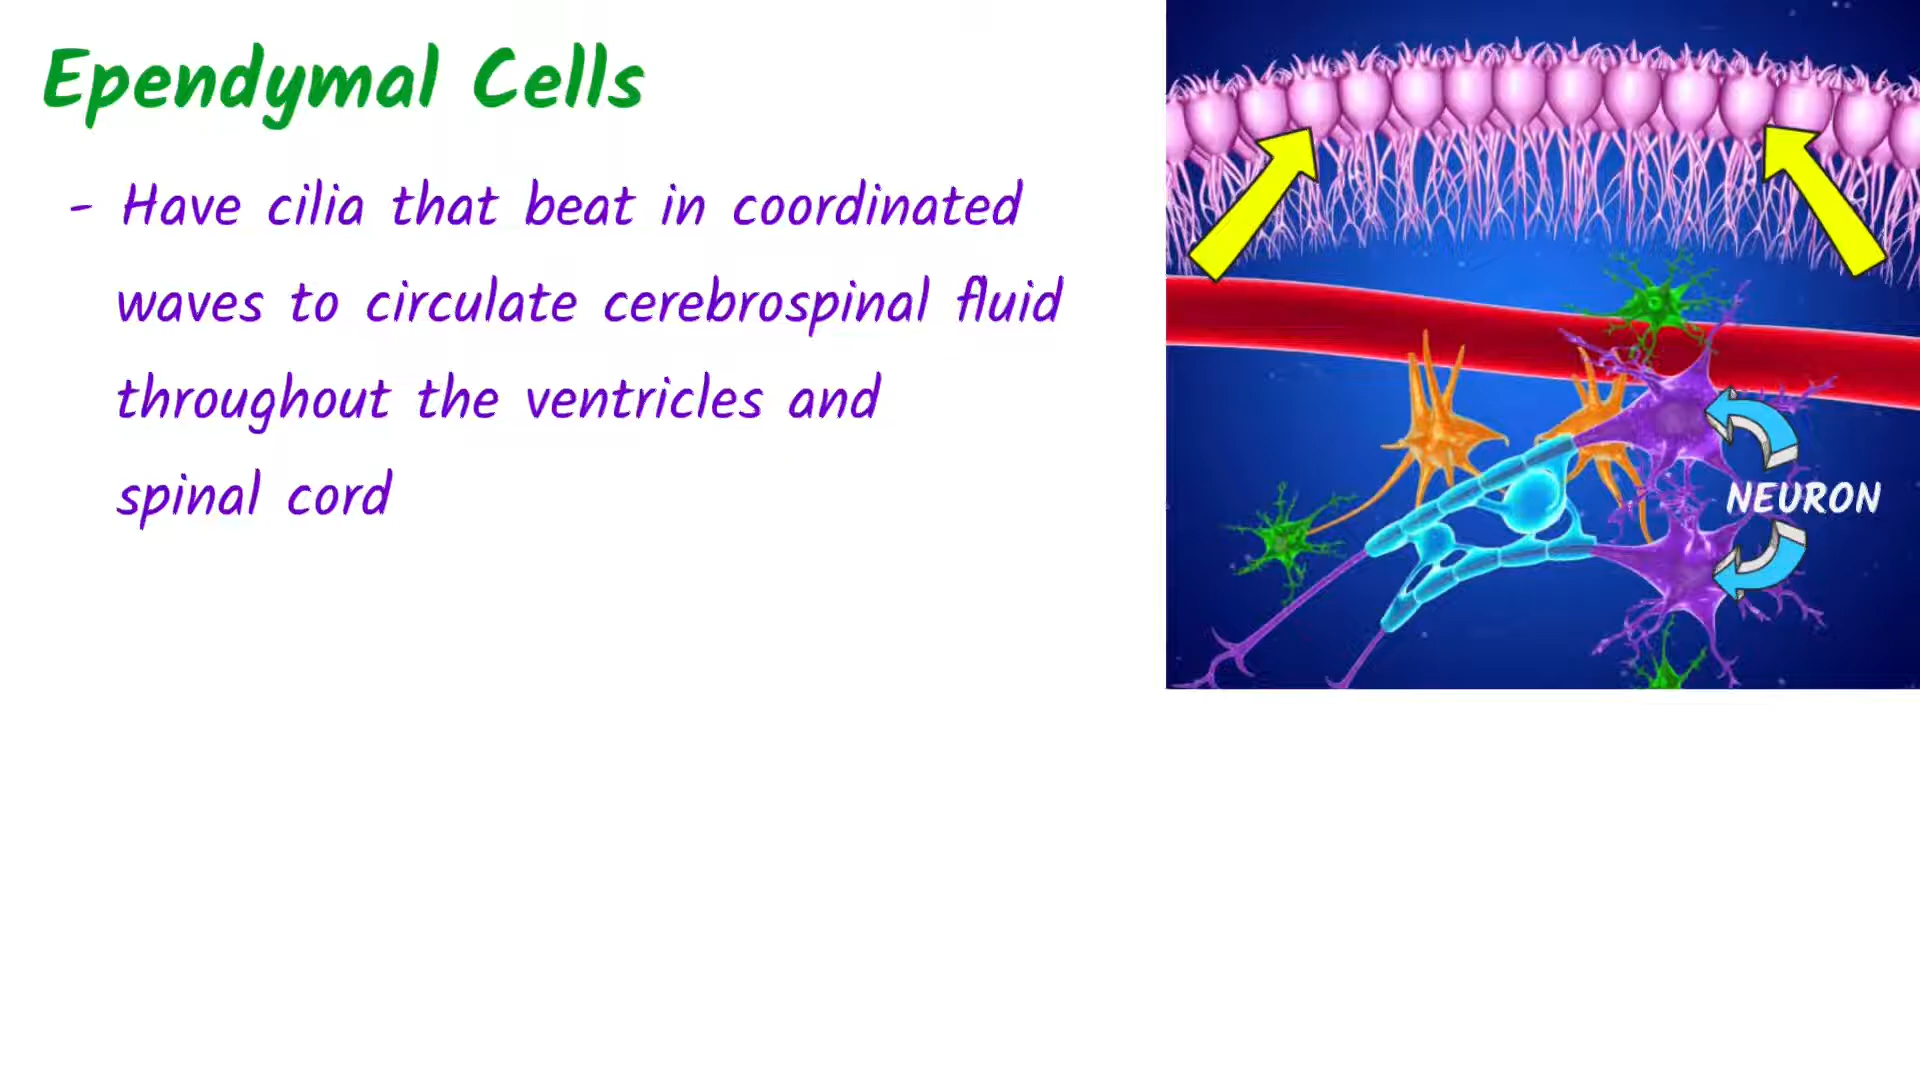 Ependymal Cells
- Have cilia that beat in coordinated
waves to circulate cerebrospinal fluid
throughout the ventricles and
spinal cord
NEURON